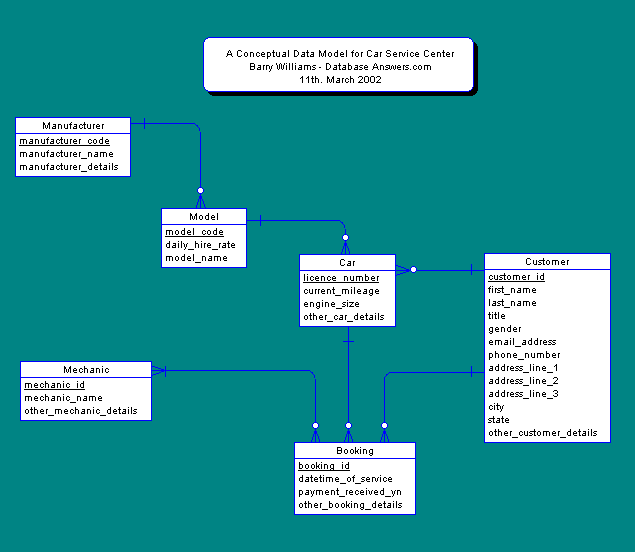 A Conceptual Data Model for Car Service Center
Barry Williams - Database Answers.com
11th. March 2002
Manufacturer
manufacturer_code
manufacturer_name
manufacturer_details
Model
model_code
daily_hire_rate
model_name
Car
licence_number
current_mileage
engine_size
other_car_details
Customer
customer_id
first_name
last_name
title
gender
email_address
phone_number
address_line_1
address_line_2
address_line_3
city
state
other_customer_details
Mechanic
mechanic_id
mechanic_name
other_mechanic_details
Booking
booking_id
datetime_of_service
payment_received_yn
other_booking_details